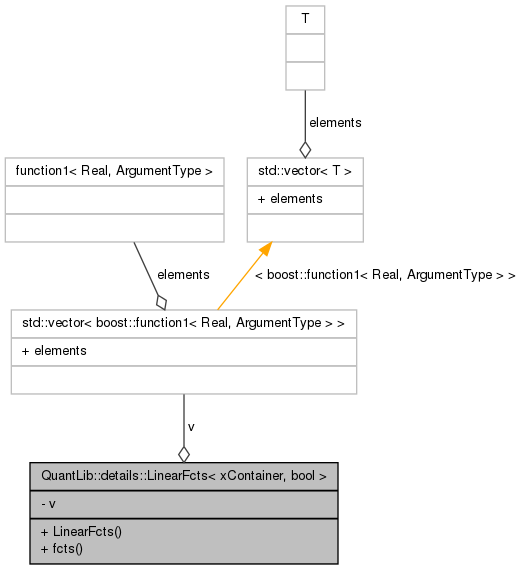 T
elements
function1< Real, ArgumentType >
std::vector< T >
+ elements
elements
< boost::function1< Real, ArgumentType > >
std::vector< boost::function1< Real, ArgumentType > >
+ elements
v
QuantLib::details::LinearFcts< xContainer, bool >
- v
+ LinearFcts()
+ fcts()